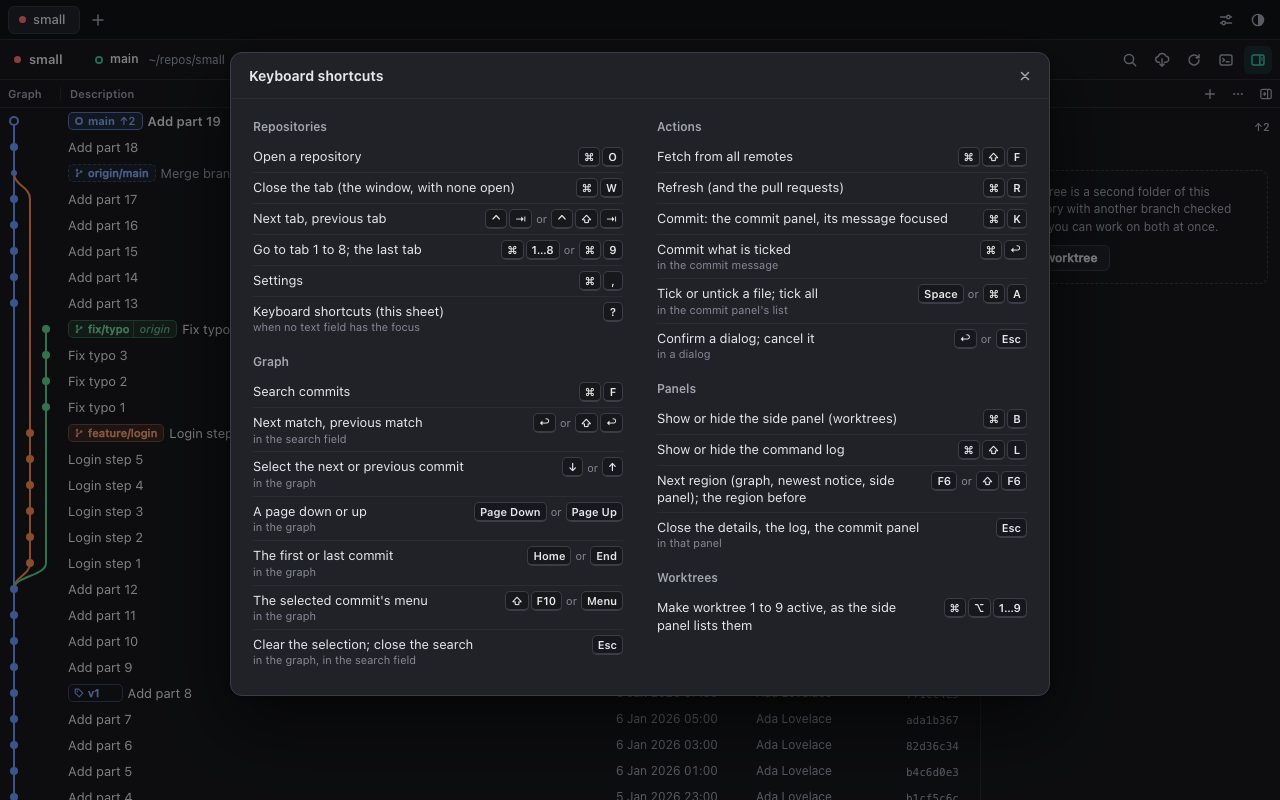 small
small
main ~/repos/small
Graph Description
Keyboard shortcuts
Repositories
Open a repository ⌘ O
Close the tab (the window, with none open) ⌘ W
Next tab, previous tab ^ ⇥ or ^ ⇧ ⇥
Go to tab 1 to 8; the last tab ⌘ 1…8 or ⌘ 9
Settings ⌘ ,
Keyboard shortcuts (this sheet) ?
when no text field has the focus
Graph
Search commits ⌘ F
Next match, previous match ↩ or ⇧ ↩
in the search field
Select the next or previous commit ↓ or ↑
in the graph
A page down or up Page Down or Page Up
in the graph
The first or last commit Home or End
in the graph
The selected commit's menu ⇧ F10 or Menu
in the graph
Clear the selection; close the search Esc
in the graph, in the search field
Actions
Fetch from all remotes ⌘ ⇧ F
Refresh (and the pull requests) ⌘ R
Commit: the commit panel, its message focused ⌘ K
Commit what is ticked ⌘ ↩
in the commit message
Tick or untick a file; tick all Space or ⌘ A
in the commit panel's list
Confirm a dialog; cancel it ↩ or Esc
in a dialog
Panels
Show or hide the side panel (worktrees) ⌘ B
Show or hide the command log ⌘ ⇧ L
Next region (graph, newest notice, side F6 or ⇧ F6
panel); the region before
Close the details, the log, the commit panel Esc
in that panel
Worktrees
Make worktree 1 to 9 active, as the side ⌘ ⌥ 1…9
panel lists them
main ↑2 Add part 19
Add part 18
origin/main Merge
Add part 17
Add part 16
Add part 15
Add part 14
Add part 13
fix/typo origin Fix typo
Fix typo 3
Fix typo 2
Fix typo 1
feature/login Login step
Login step 5
Login step 4
Login step 3
Login step 2
Login step 1
Add part 12
Add part 11
Add part 10
Add part 9
v1 Add part 8
Add part 7 6 Jan 2026 05:00 Ada Lovelace ada1b367
Add part 6 6 Jan 2026 03:00 Ada Lovelace 82d36c34
Add part 5 6 Jan 2026 01:00 Ada Lovelace b4c6d0e3
Add part 4 5 Jan 2026 23:00 Ada Lovelace b1cf5c6c
↑2
is a second folder of this
with another branch checked
you can work on both at once.
worktree